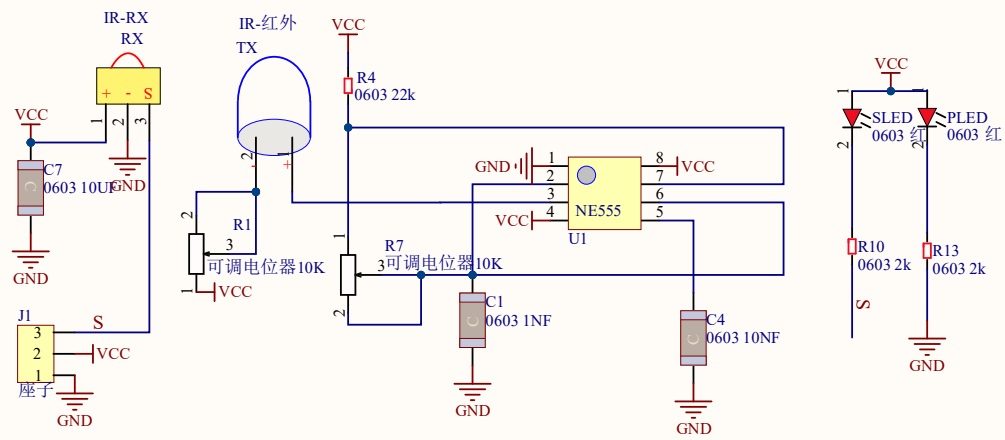 IR-RX
RX
+ - S
1 2 3
VCC
C7
0603 10UF
C
GND
GND
J1
3
2
1
S
VCC
座子
GND
IR-红外
TX
2
1
-
+
2
R1
3
可调电位器10K
1
VCC
VCC
R4
0603 22k
1
R7
3
可调电位器10K
2
GND
1
2
3
VCC
4
8
VCC
7
6
5
NE555
U1
C1
0603 1NF
C
GND
C4
0603 10NF
C
GND
VCC
1
SLED
0603 红
2
1
PLED
0603 红
2
R10
0603 2k
S
R13
0603 2k
GND